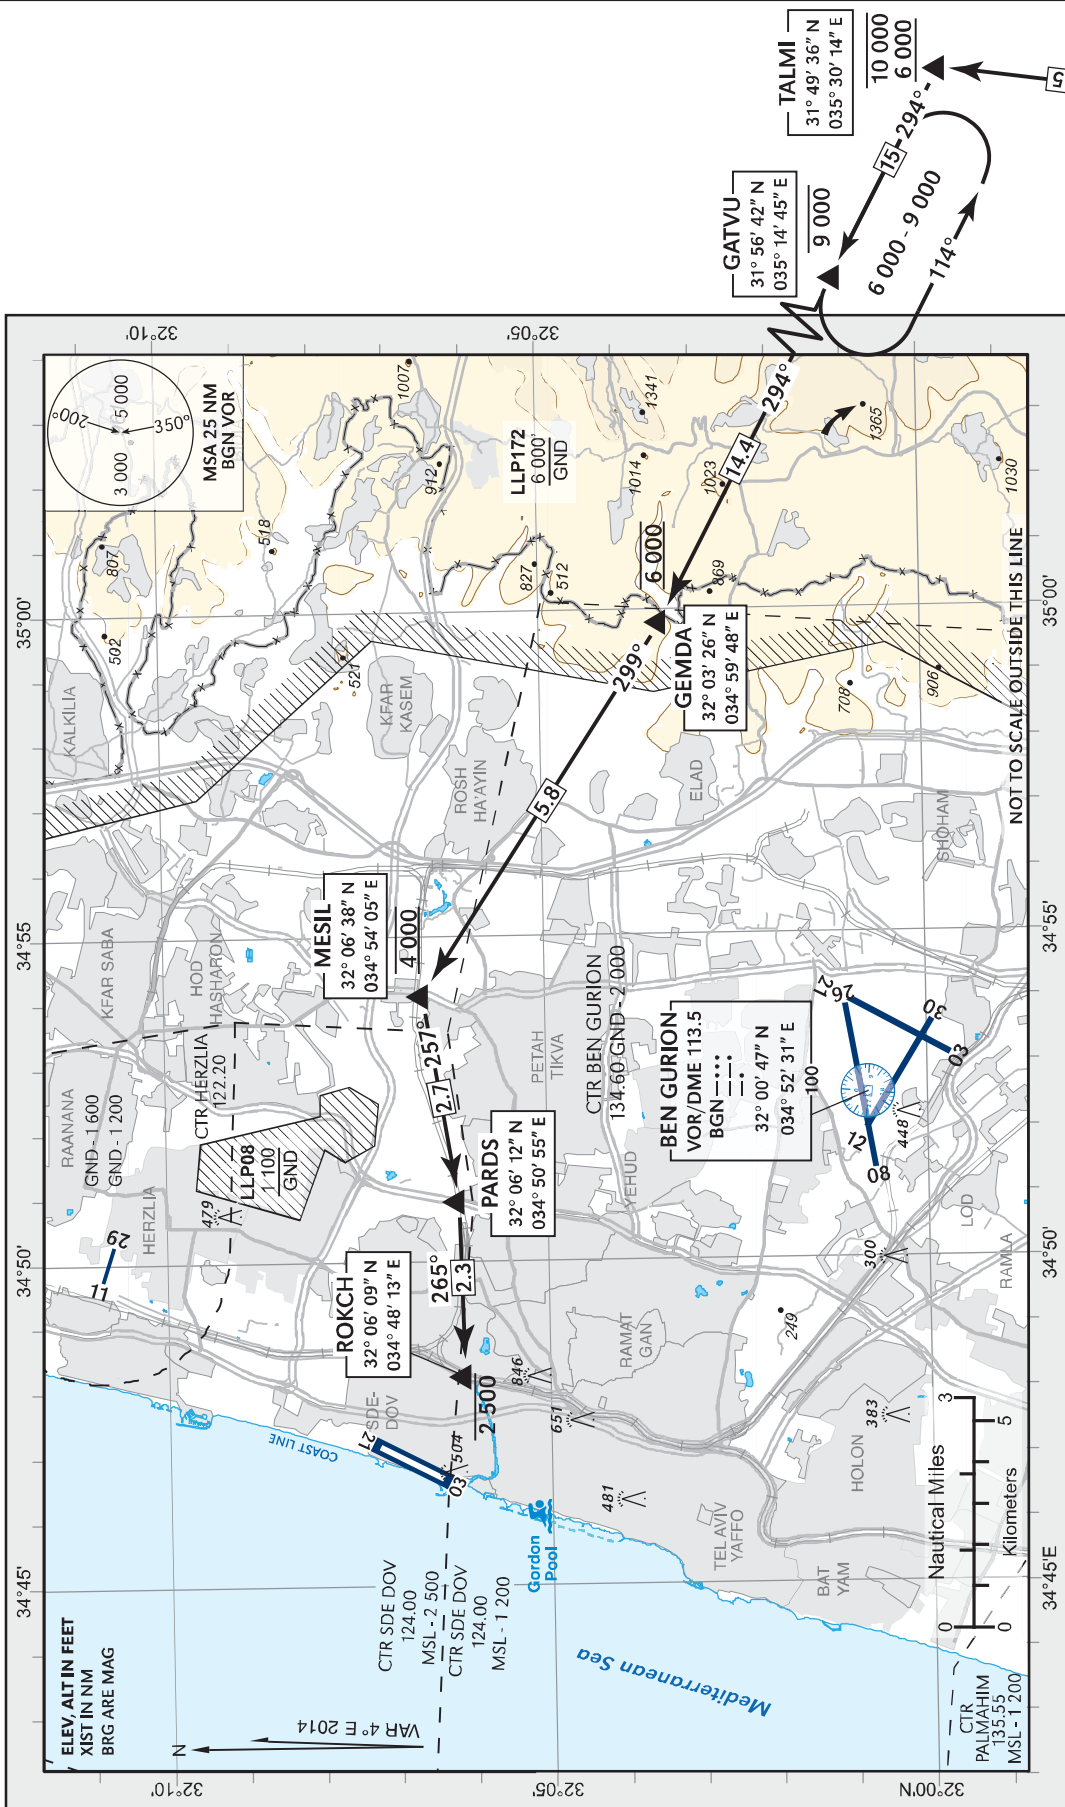 ELEV, ALT IN FEET
XIST IN NM
BRG ARE MAG
N
VAR 4° E 2014
32°10'
32°05'
32°00'N
32°10'
32°05'
34°45'
34°50'
34°55'
35°00'
34°45'E
34°50'
34°55'
35°00'
3 000
5 000
200°
350°
MSA 25 NM
BGN VOR
TALMI
31° 49' 36" N
035° 30' 14" E
10 000
6 000
5
294°
15
GATVU
31° 56' 42" N
035° 14' 45" E
9 000
6 000 - 9 000
114°
294°
14.4
GEMDA
32° 03' 26" N
034° 59' 48" E
6 000
299°
5.8
MESIL
32° 06' 38" N
034° 54' 05" E
4 000
257°
2.7
PARDS
32° 06' 12" N
034° 50' 55" E
265°
2.3
ROKCH
32° 06' 09" N
034° 48' 13" E
2 500
BEN GURION
VOR/DME 113.5
BGN
32° 00' 47" N
034° 52' 31" E
100
CTR BEN GURION
134.60 GND - 2 000
CTR HERZLIA
122.20
GND - 1 600
GND - 1 200
LLP08
1 100
GND
LLP172
6 000'
GND
CTR SDE DOV
124.00
MSL - 2 500
CTR SDE DOV
124.00
MSL - 1 200
CTR
PALMAHIM
135.55
MSL - 1 200
KALKILIA
KFAR SABA
HOD
HASHARON
RAANANA
HERZLIA
KFAR
KASEM
ROSH
HA'AYIN
ELAD
SHOHAM
PETAH
TIKVA
YEHUD
LOD
RAMLA
RAMAT
GAN
SDE-
DOV
TEL AVIV
YAFFO
HOLON
BAT
YAM
Gordon
Pool
COAST LINE
Mediterranean Sea
11
29
21
03
08
26
12
30
03
21
807
518
502
521
912
1007
1341
1014
1023
1365
1030
827
512
869
708
906
479
448
300
249
846
651
504
481
383
NOT TO SCALE OUTSIDE THIS LINE
0
3
Nautical Miles
0
5
Kilometers